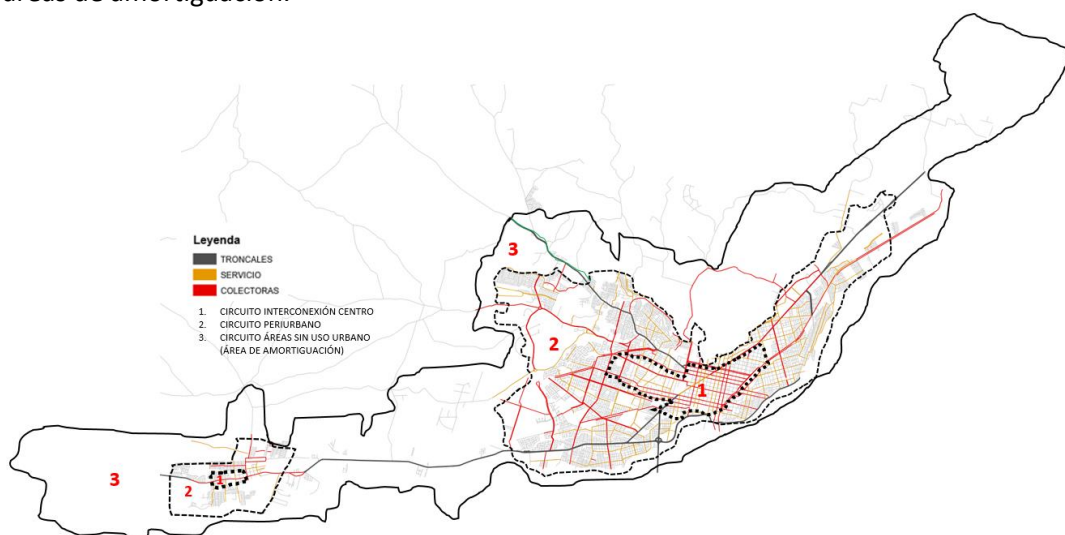 áreas de amortiguación.
Leyenda
TRONCALES
SERVICIO
COLECTORAS
1. CIRCUITO INTERCONEXIÓN CENTRO
2. CIRCUITO PERIURBANO
3. CIRCUITO ÁREAS SIN USO URBANO
(ÁREA DE AMORTIGUACIÓN)
3
2
1
3
2
1